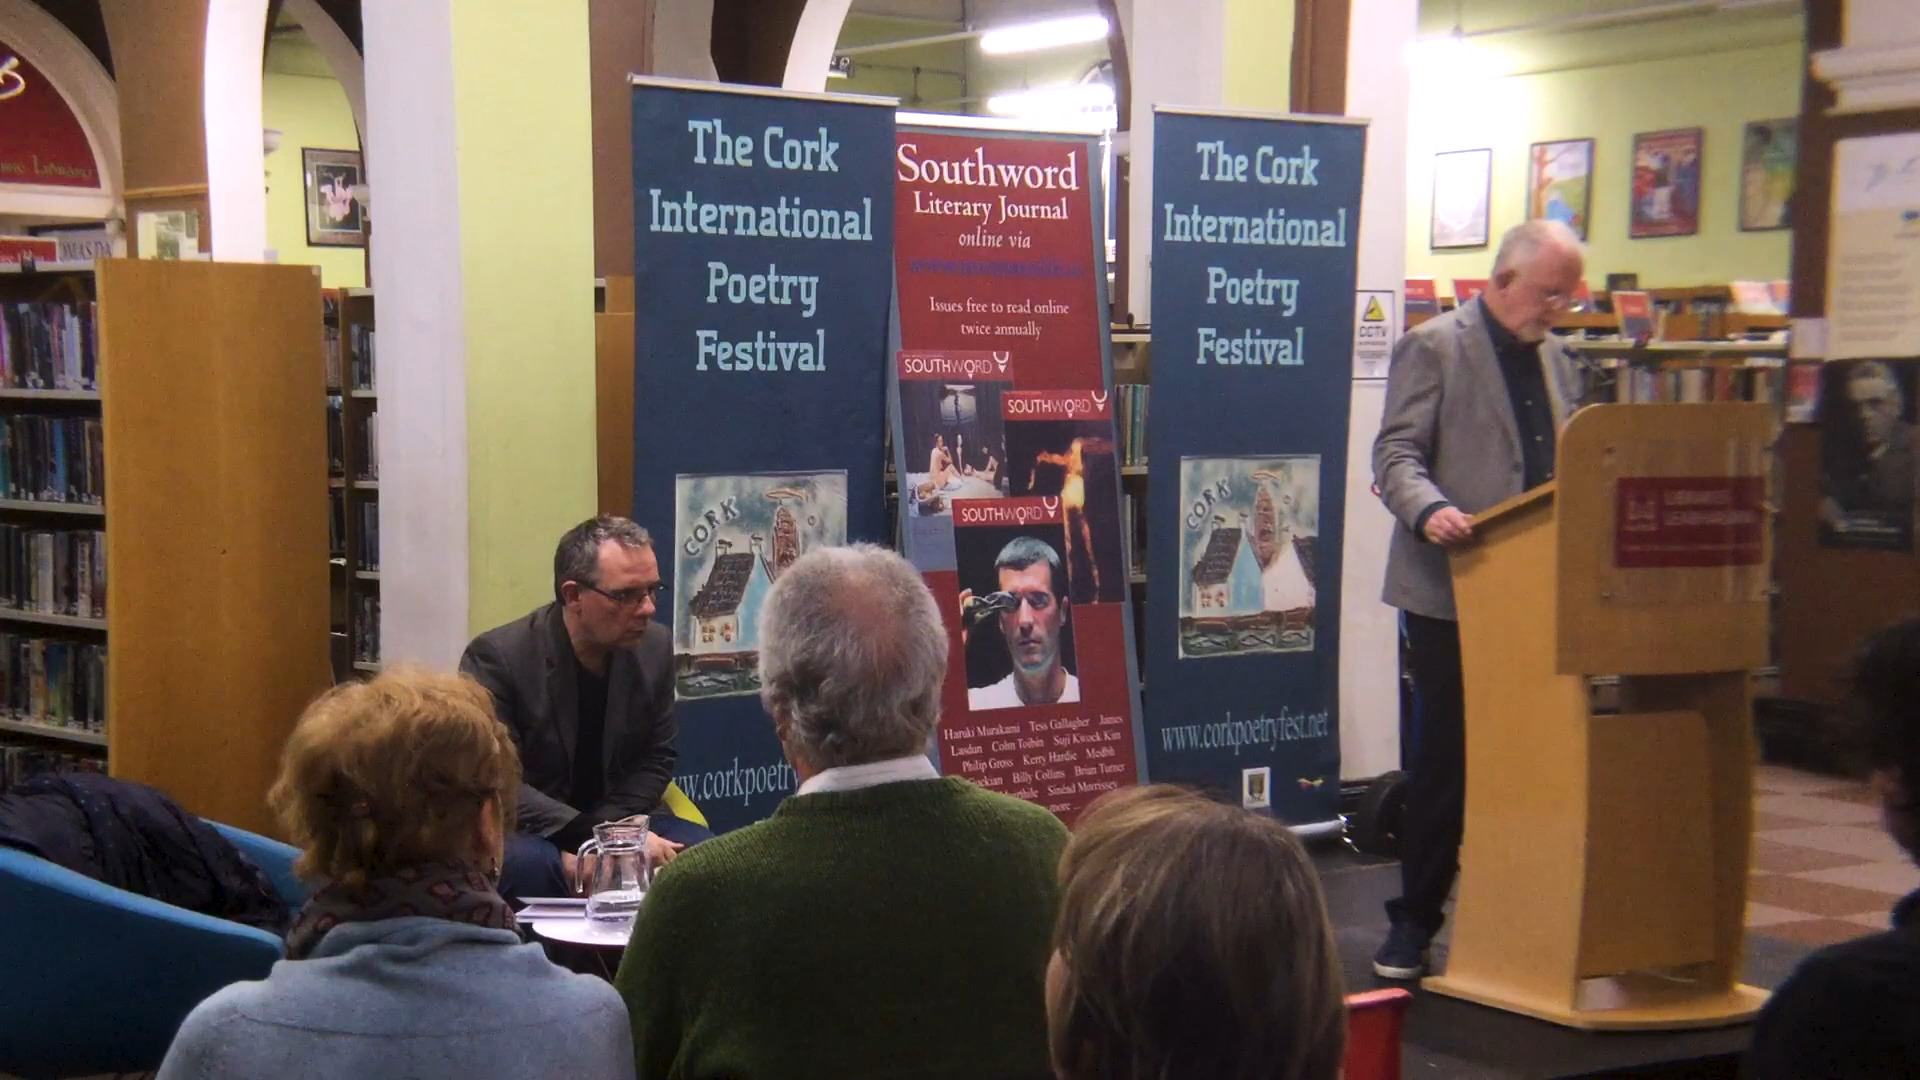 The Cork
International
Poetry
Festival
Southword
Literary Journal
online via
Issues free to read online
twice annually
SOUTHWORD
SOUTHWORD
SOUTHWORD
Haruki Murakami Tess Gallagher James
Lasdun Colm Toibin Suji Kwock Kim
Philip Gross Kerry Hardie Medbh
Billy Collins Brian Turner
Sinéad Morrissey
more ...
CORK
www.corkpoetry
The Cork
International
Poetry
Festival
CORK
www.corkpoetryfest.net
CCTV